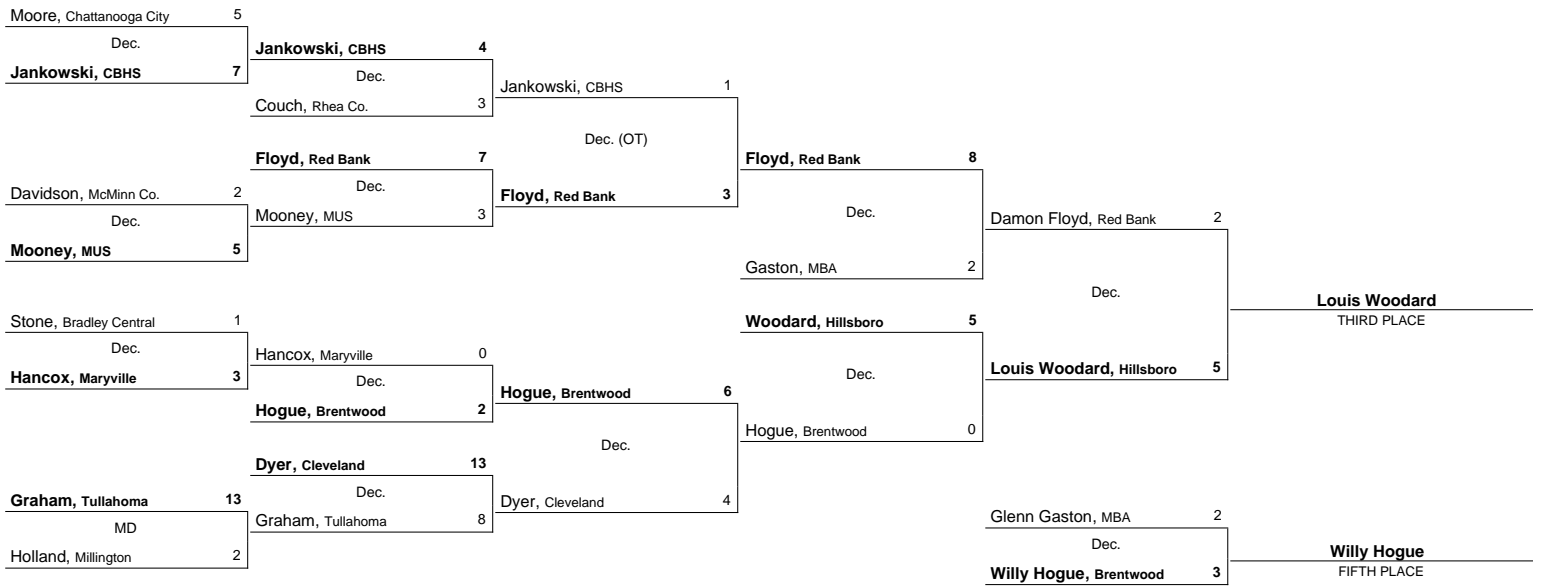 Moore, Chattanooga City 5
Dec.
Jankowski, CBHS 7
Davidson, McMinn Co. 2
Dec.
Mooney, MUS 5
Stone, Bradley Central 1
Dec.
Hancox, Maryville 3
Graham, Tullahoma 13
MD
Holland, Millington 2
Jankowski, CBHS 4
Dec.
Couch, Rhea Co. 3
Floyd, Red Bank 7
Dec.
Mooney, MUS 3
Hancox, Maryville 0
Dec.
Hogue, Brentwood 2
Dyer, Cleveland 13
Dec.
Graham, Tullahoma 8
Jankowski, CBHS 1
Dec. (OT)
Floyd, Red Bank 3
Hogue, Brentwood 6
Dec.
Dyer, Cleveland 4
Floyd, Red Bank 8
Dec.
Gaston, MBA 2
Woodard, Hillsboro 5
Dec.
Hogue, Brentwood 0
Damon Floyd, Red Bank 2
Dec.
Louis Woodard, Hillsboro 5
Louis Woodard
THIRD PLACE
Glenn Gaston, MBA 2
Dec.
Willy Hogue, Brentwood 3
Willy Hogue
FIFTH PLACE